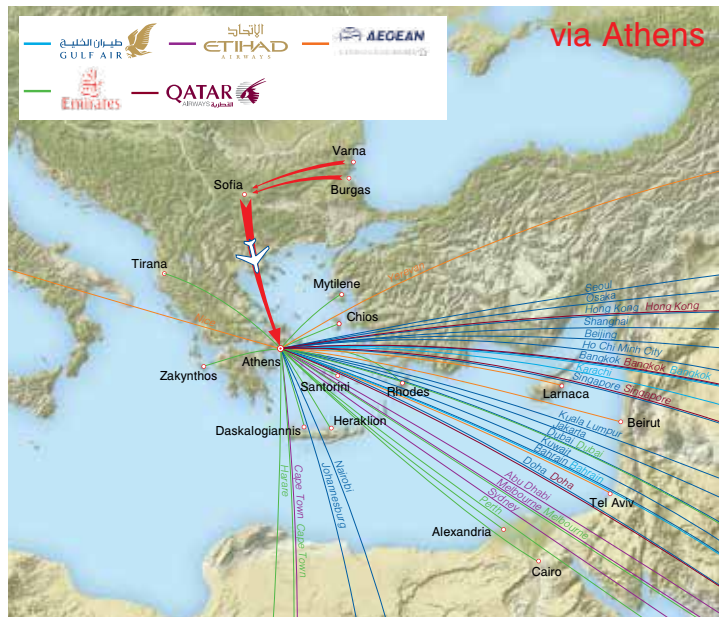 via Athens
طيران الخليج
GULF AIR
الإتحاد
ETIHAD
AIRWAYS
AEGEAN
Emirates
QATAR
AIRWAYS القطرية
Varna
Sofia
Burgas
Tirana
Mytilene
Chios
Athens
Zakynthos
Santorini
Rhodes
Larnaca
Heraklion
Daskalogiannis
Beirut
Tel Aviv
Alexandria
Cairo
Seoul
Osaka
Hong Kong Hong Kong
Shanghai
Beijing
Ho Chi Minh City
Bangkok Bangkok Bangkok
Karachi
Singapore Singapore
Kuala Lumpur
Jakarta
Dubai Dubai
Kuwait
Bahrain Bahrain
Doha Doha
Abu Dhabi
Melbourne Melbourne
Sydney
Perth
Nairobi
Johannesburg
Cape Town Cape Town
Harare